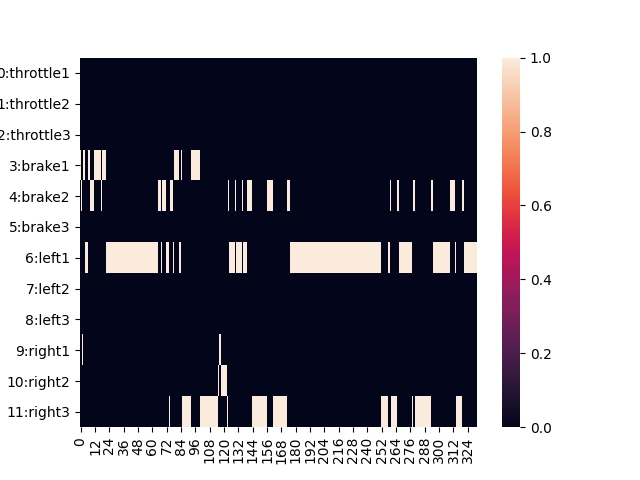 0:throttle1
1:throttle2
2:throttle3
3:brake1
4:brake2
5:brake3
6:left1
7:left2
8:left3
9:right1
10:right2
11:right3
0 12 24 36 48 60 72 84 96 108 120 132 144 156 168 180 192 204 216 228 240 252 264 276 288 300 312 324
1.0
0.8
0.6
0.4
0.2
0.0